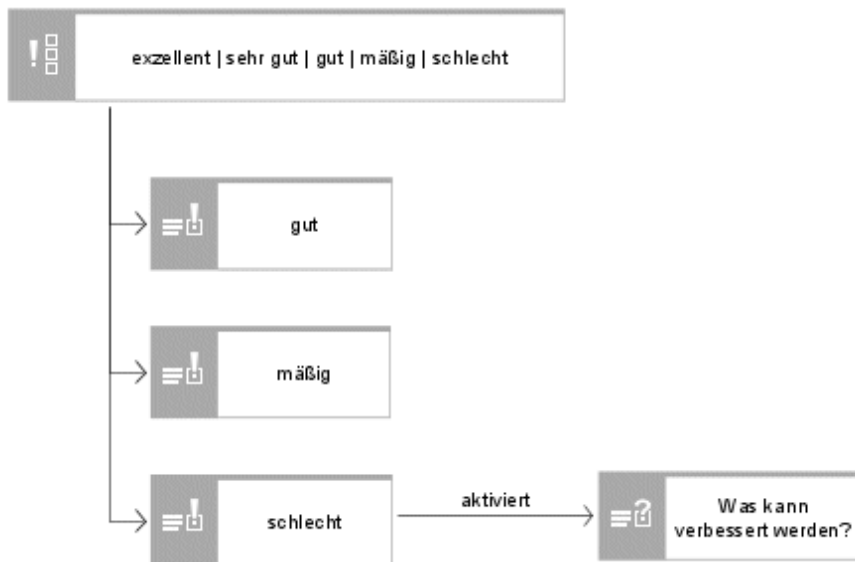 exzellent | sehr gut | gut | mäßig | schlecht
gut
mäßig
schlecht
aktiviert
Was kann
verbessert werden?